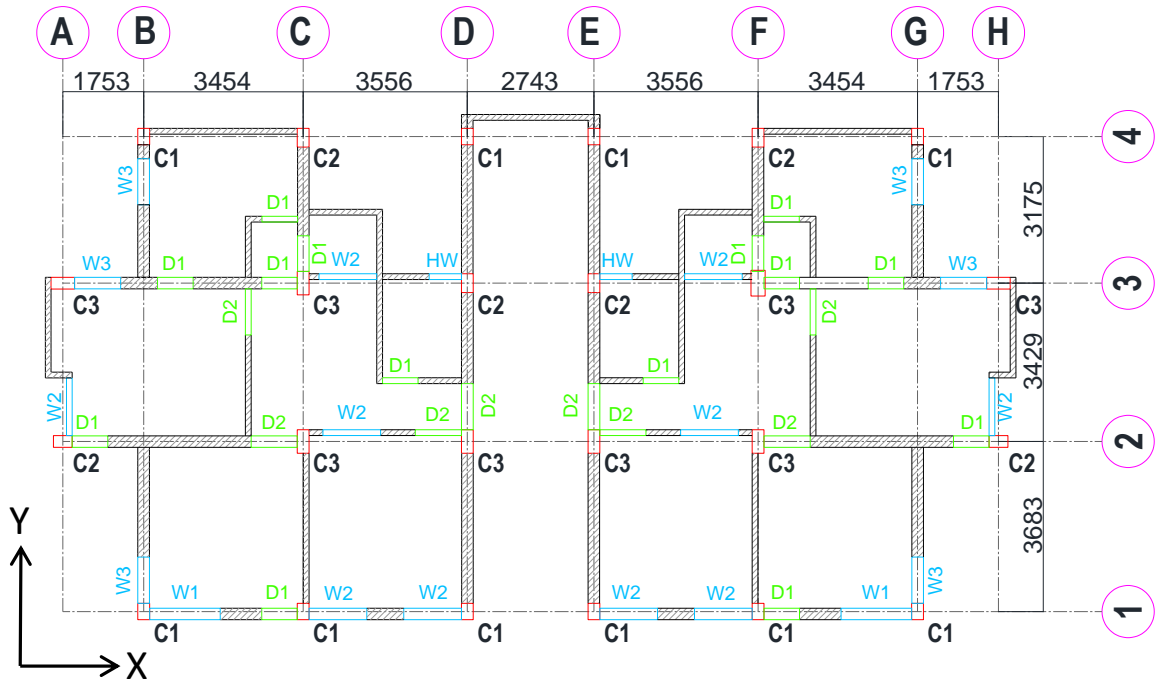 A B C D E F G H
1753 3454 3556 2743 3556 3454 1753
4
C1 C2 C1 C1 C2 C1
W3 W3
3175
D1 D1
D1 W2 HW HW W2 D1
W3 D1 D1 D1 D1 W3
3
C3 C3 C2 C2 C3 C3
D2 D2
3429
D1 D1
W2 D2 D2 W2
D1 D2 W2 D2 D2 W2 D2 D1
2
C2 C3 C3 C3 C3 C2
3683
Y
W3 W3
W1 D1 W2 W2 W2 W2 D1 W1
1
C1 C1 C1 C1 C1 C1
X